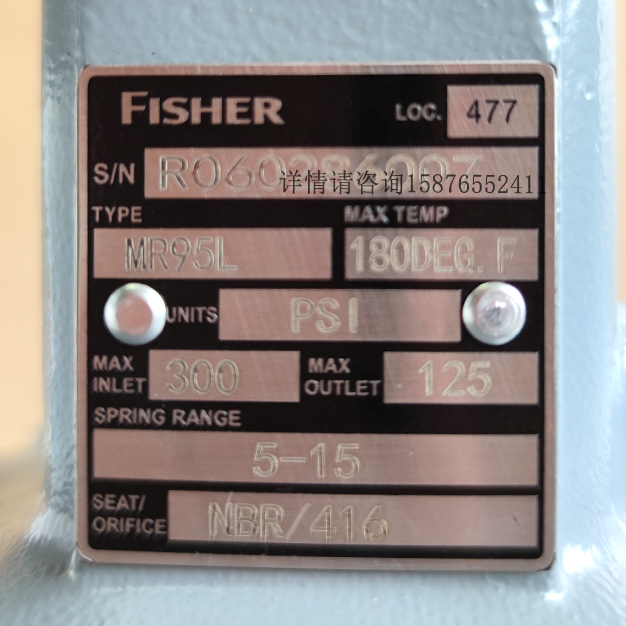 FISHER LOC. 477
S/N
详情请咨询15876552411
TYPE MAX TEMP
MR95L 180DEG. F
UNITS PSI
MAX INLET 300 MAX OUTLET 125
SPRING RANGE
5-15
SEAT/ORIFICE NBR/416